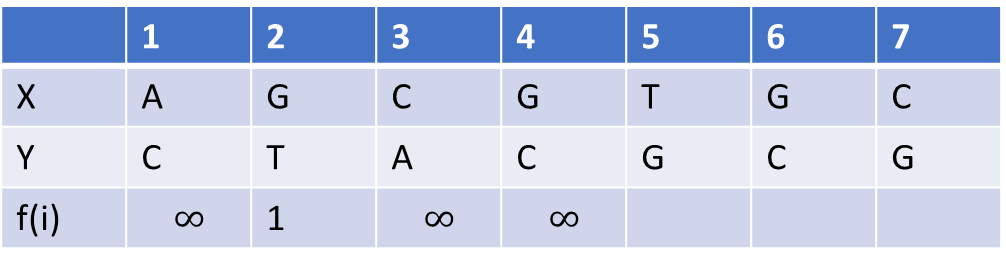 1 2 3 4 5 6 7
X A G C G T G C
Y C T A C G C G
f(i) ∞ 1 ∞ ∞